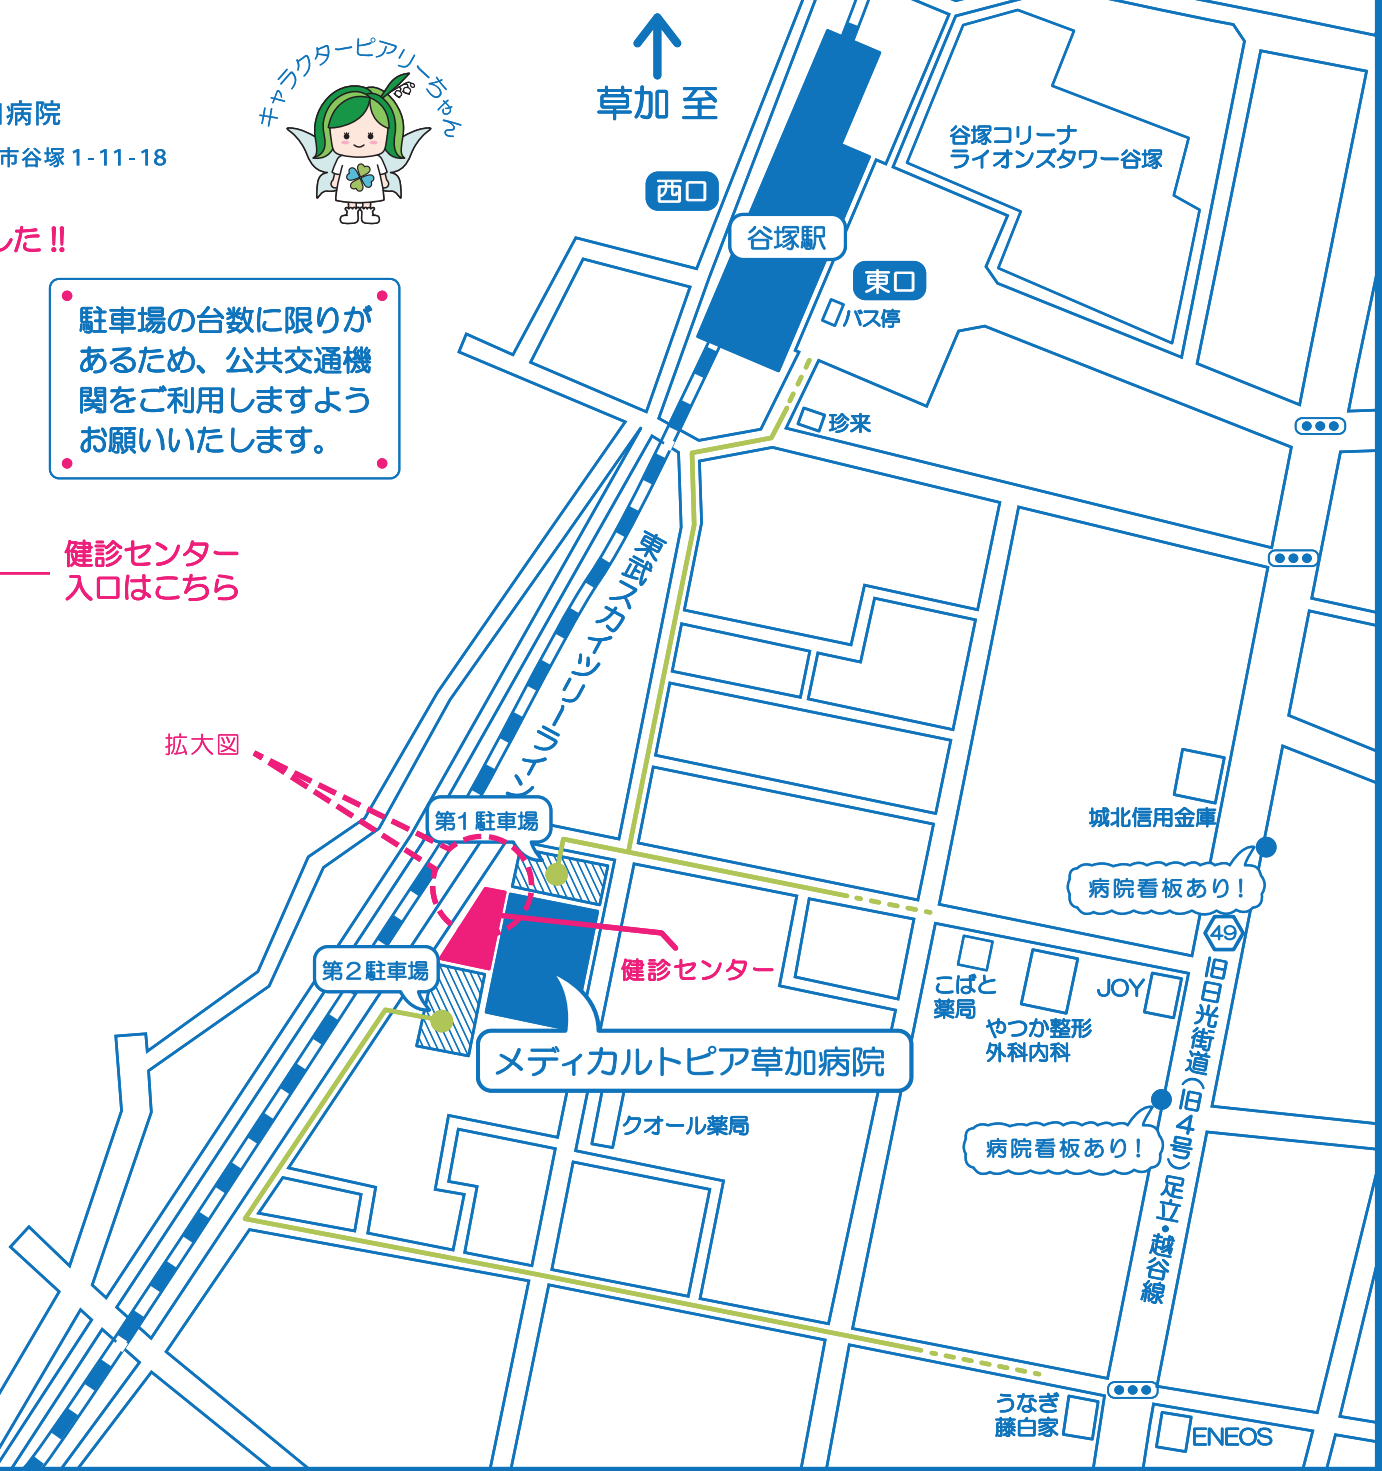 病院
市谷塚1-11-18
した!!
キャラクターピアリーちゃん
駐車場の台数に限りが
あるため、公共交通機
関をご利用しますよう
お願いいたします。
健診センター
入口はこちら
拡大図
草加 至
西口
谷塚駅
東口
バス停
珍来
谷塚コリーナ
ライオンズタワー谷塚
東武スカイツリーライン
第1駐車場
第2駐車場
健診センター
メディカルトピア草加病院
クオール薬局
城北信用金庫
病院看板あり!
49
旧日光街道(旧4号)足立・越谷線
こばと
薬局
やつか整形
外科内科
JOY
病院看板あり!
うなぎ
藤白家
ENEOS